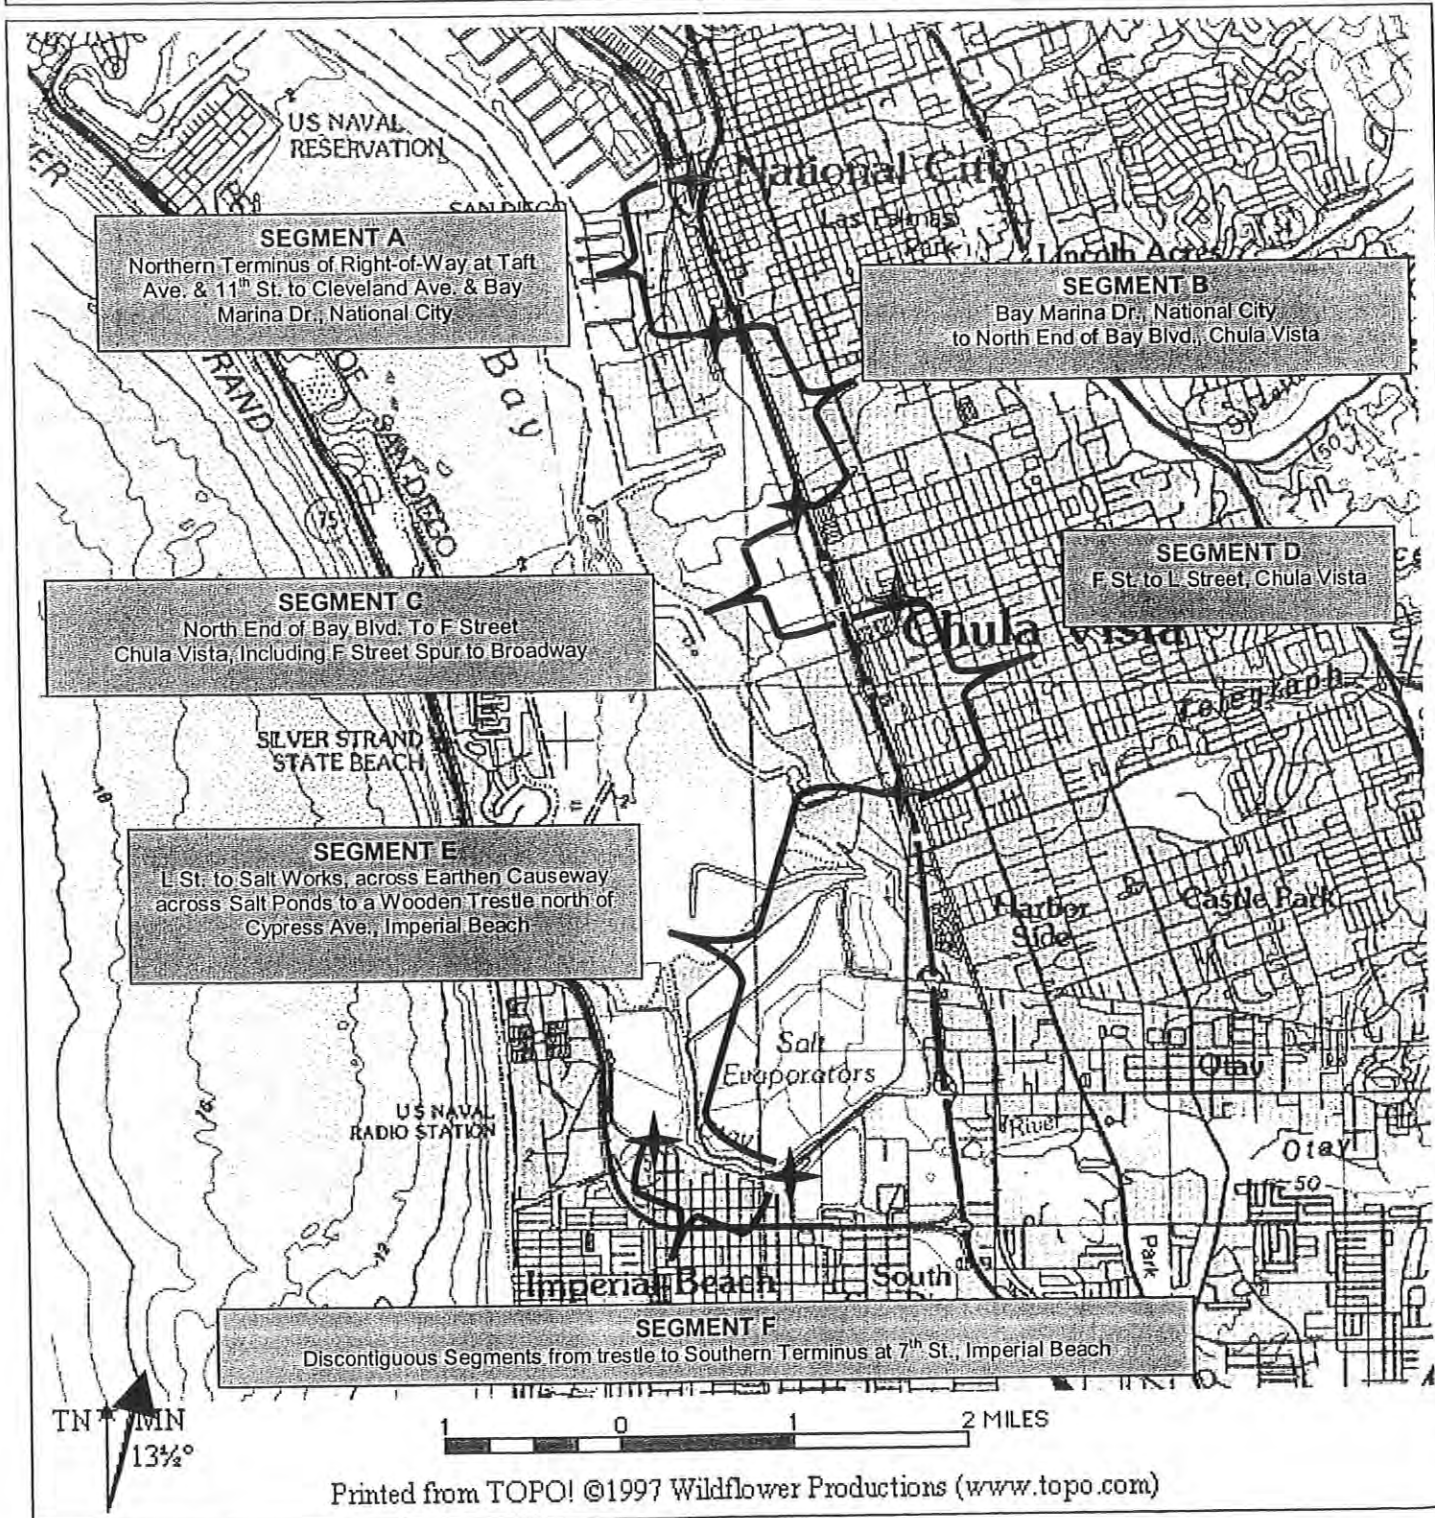 US NAVAL
RESERVATION
National City
SAN DIEGO
Las Palmas
Park
Lincoln Acres
SEGMENT A
Northern Terminus of Right-of-Way at Taft
Ave. & 11th St. to Cleveland Ave. & Bay
Marina Dr., National City
SEGMENT B
Bay Marina Dr., National City
to North End of Bay Blvd., Chula Vista
Bay
OF
SAN DIEGO
RAND
75
SEGMENT D
F St. to L Street, Chula Vista
SEGMENT C
North End of Bay Blvd. To F Street
Chula Vista, Including F Street Spur to Broadway
Chula Vista
Telegraph
SILVER STRAND
STATE BEACH
SEGMENT E
L St. to Salt Works, across Earthen Causeway
across Salt Ponds to a Wooden Trestle north of
Cypress Ave., Imperial Beach
Harbor
Side
Castle Park
Salt
Evaporators
Otay
US NAVAL
RADIO STATION
River
Otay
50
Park
Imperial Beach
South
SEGMENT F
Discontiguous Segments from trestle to Southern Terminus at 7th St., Imperial Beach
TN MN
13½°
1 0 1 2 MILES
Printed from TOPO! ©1997 Wildflower Productions (www.topo.com)